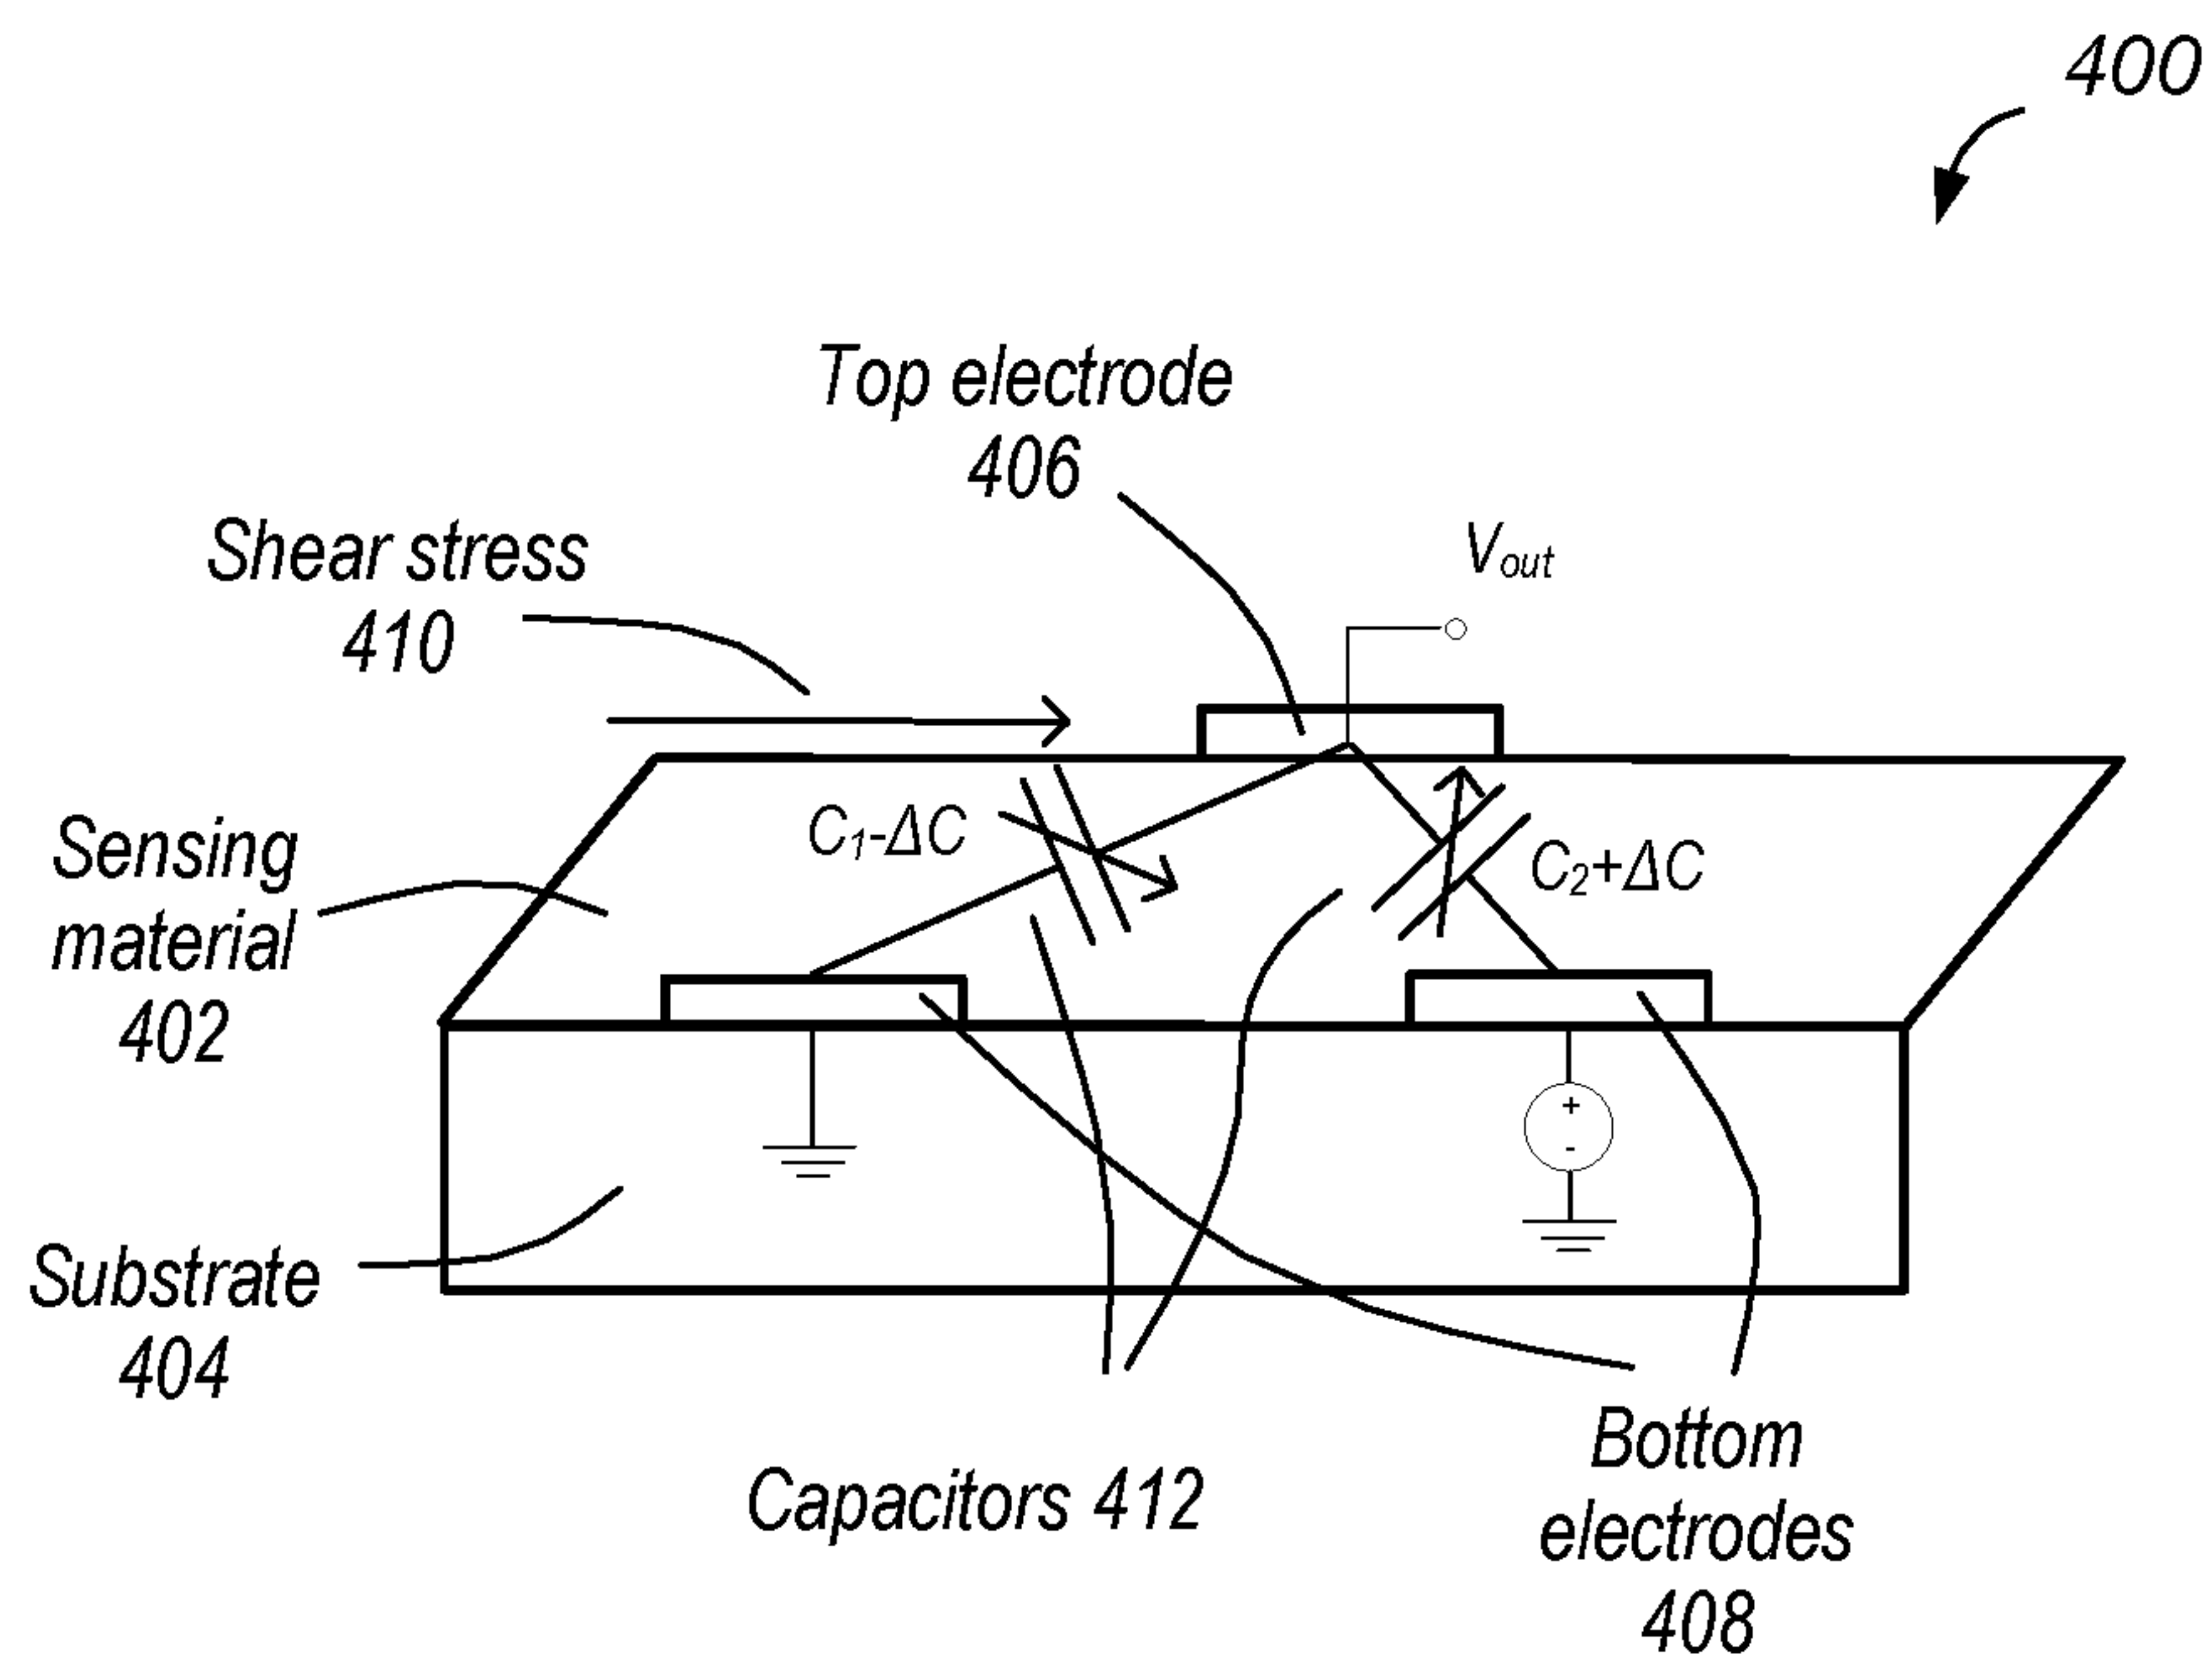 400
Top electrode
406
Vout
Shear stress
410
C1-ΔC
C2+ΔC
Sensing
material
402
+
-
Substrate
404
Capacitors 412
Bottom
electrodes
408